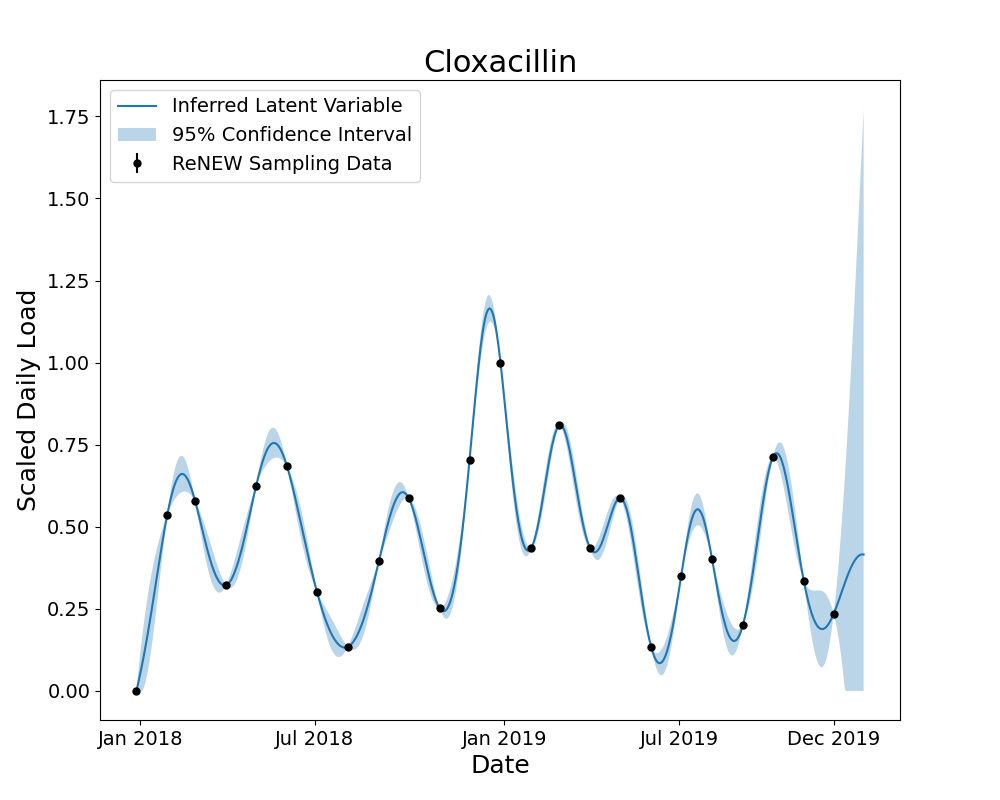 Cloxacillin
Inferred Latent Variable
95% Confidence Interval
ReNEW Sampling Data
1.75
1.50
1.25
1.00
0.75
0.50
0.25
0.00
Scaled Daily Load
Jan 2018
Jul 2018
Jan 2019
Jul 2019
Dec 2019
Date